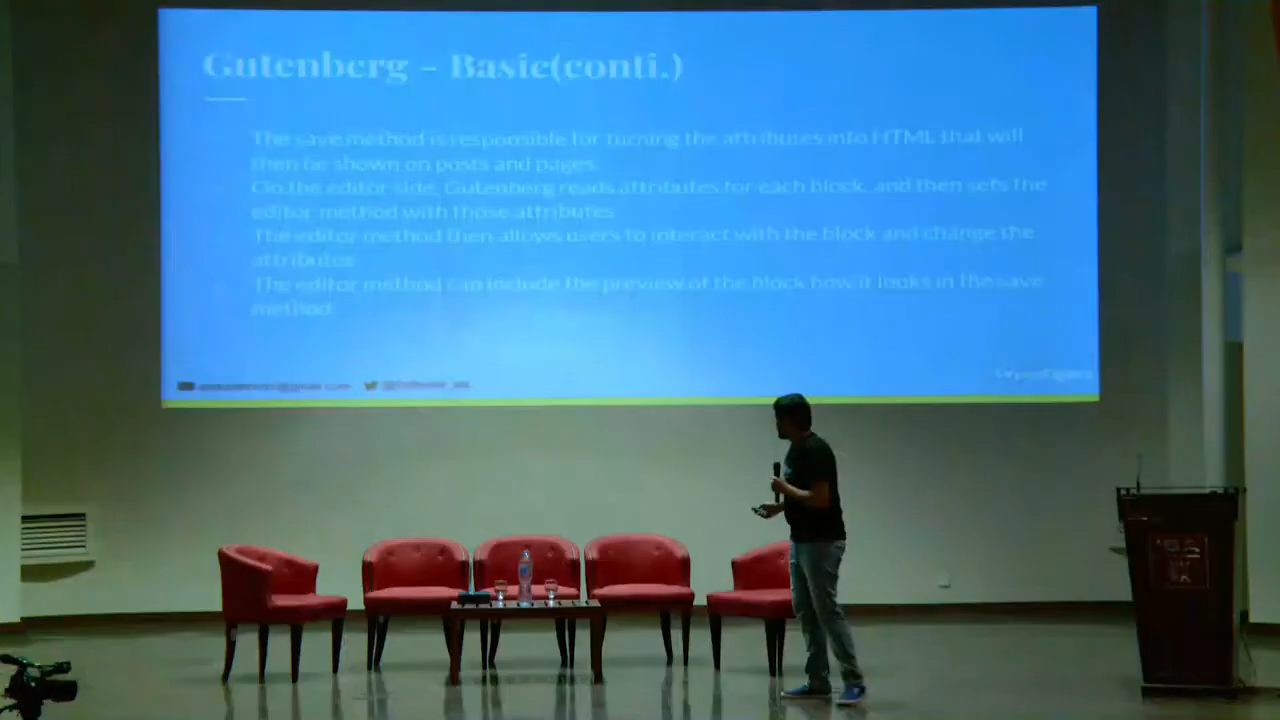 Gutenberg - Basic(conti.)
The save method is responsible for turning the attributes into HTML that will
then be shown on posts and pages.
On the editor side, Gutenberg reads attributes for each block, and then sets the
editor method with those attributes
The editor method then allows users to interact with the block and change the
attributes
The editor method can include the preview of the block how it looks in the save
method